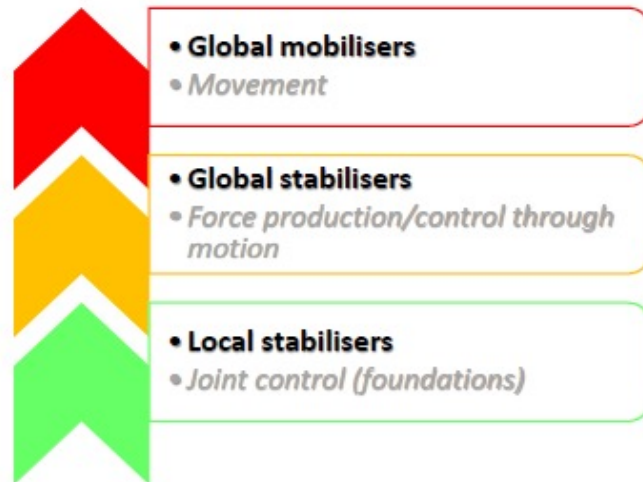 • Global mobilisers
• Movement
• Global stabilisers
• Force production/control through
motion
• Local stabilisers
• Joint control (foundations)